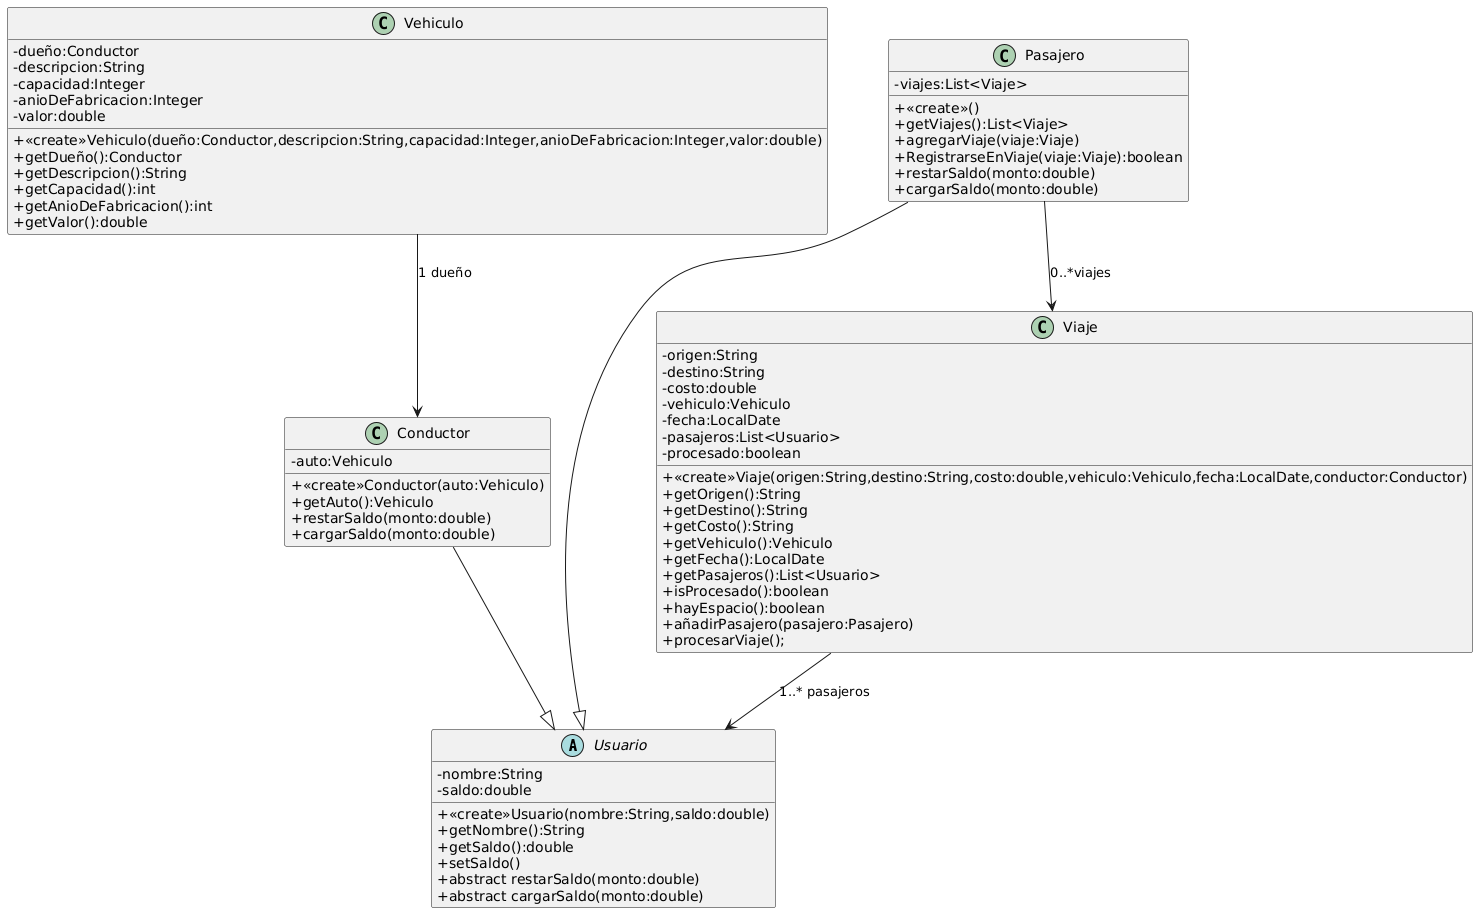 C Vehiculo
-dueño:Conductor
-descripcion:String
-capacidad:Integer
-anioDeFabricacion:Integer
-valor:double
+«create»Vehiculo(dueño:Conductor,descripcion:String,capacidad:Integer,anioDeFabricacion:Integer,valor:double)
+getDueño():Conductor
+getDescripcion():String
+getCapacidad():int
+getAnioDeFabricacion():int
+getValor():double
C Pasajero
-viajes:List<Viaje>
+«create»()
+getViajes():List<Viaje>
+agregarViaje(viaje:Viaje)
+RegistrarseEnViaje(viaje:Viaje):boolean
+restarSaldo(monto:double)
+cargarSaldo(monto:double)
1 dueño
0..*viajes
C Conductor
-auto:Vehiculo
+«create»Conductor(auto:Vehiculo)
+getAuto():Vehiculo
+restarSaldo(monto:double)
+cargarSaldo(monto:double)
C Viaje
-origen:String
-destino:String
-costo:double
-vehiculo:Vehiculo
-fecha:LocalDate
-pasajeros:List<Usuario>
-procesado:boolean
+«create»Viaje(origen:String,destino:String,costo:double,vehiculo:Vehiculo,fecha:LocalDate,conductor:Conductor)
+getOrigen():String
+getDestino():String
+getCosto():String
+getVehiculo():Vehiculo
+getFecha():LocalDate
+getPasajeros():List<Usuario>
+isProcesado():boolean
+hayEspacio():boolean
+añadirPasajero(pasajero:Pasajero)
+procesarViaje();
1..* pasajeros
A Usuario
-nombre:String
-saldo:double
+«create»Usuario(nombre:String,saldo:double)
+getNombre():String
+getSaldo():double
+setSaldo()
+abstract restarSaldo(monto:double)
+abstract cargarSaldo(monto:double)